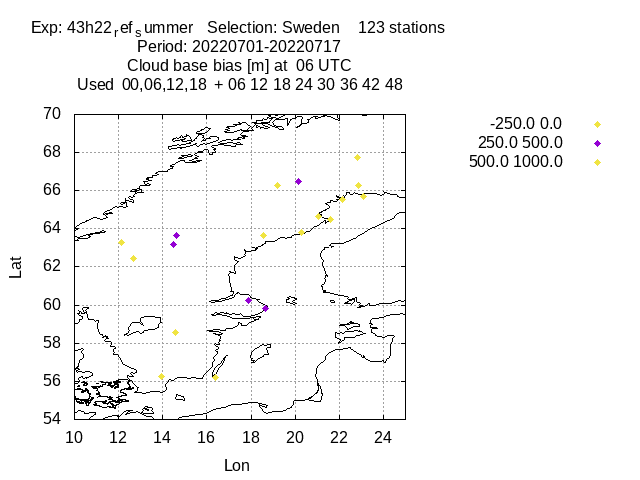 Exp: 43h22ref summer   Selection: Sweden    123 stations
Period: 20220701-20220717
Cloud base bias [m] at  06 UTC
Used  00,06,12,18  + 06 12 18 24 30 36 42 48
-250.0 0.0
250.0 500.0
500.0 1000.0
70
68
66
64
62
60
58
56
54
Lat
10 12 14 16 18 20 22 24
Lon